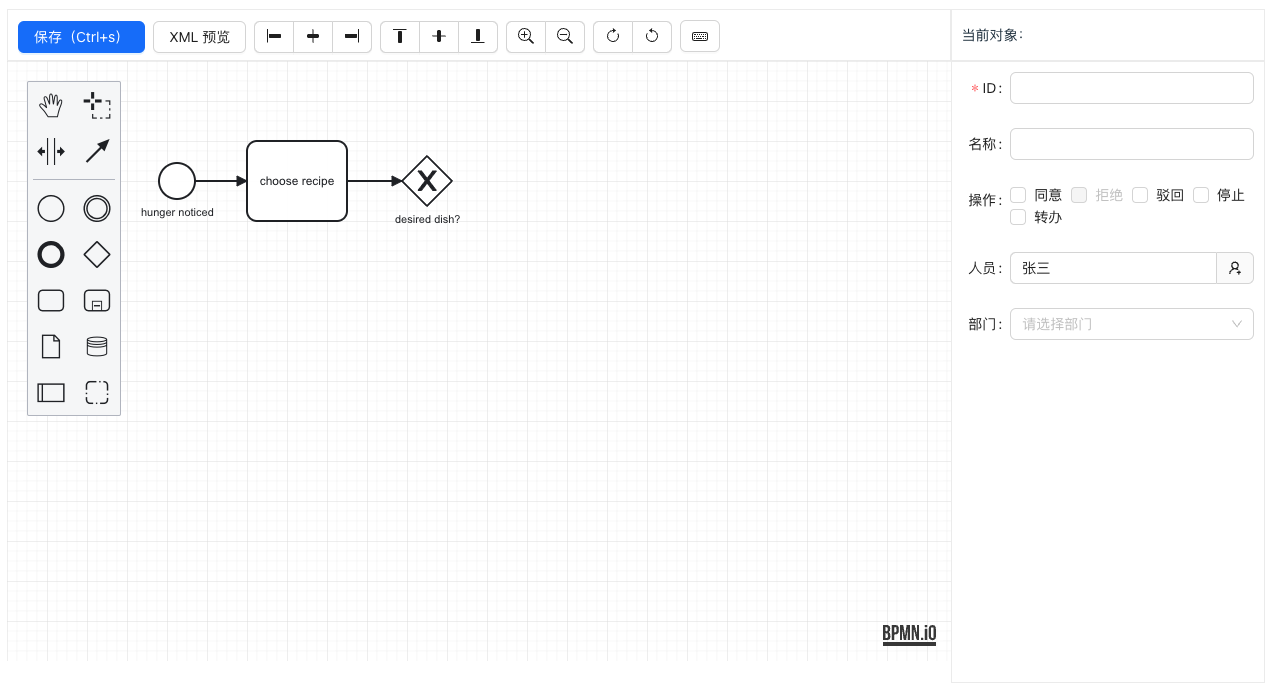 保存（Ctrl+s）
XML 预览
当前对象：
* ID：
名称：
操作：
同意
拒绝
驳回
停止
转办
人员：
张三
部门：
请选择部门
choose recipe
hunger noticed
desired dish?
BPMN.iO